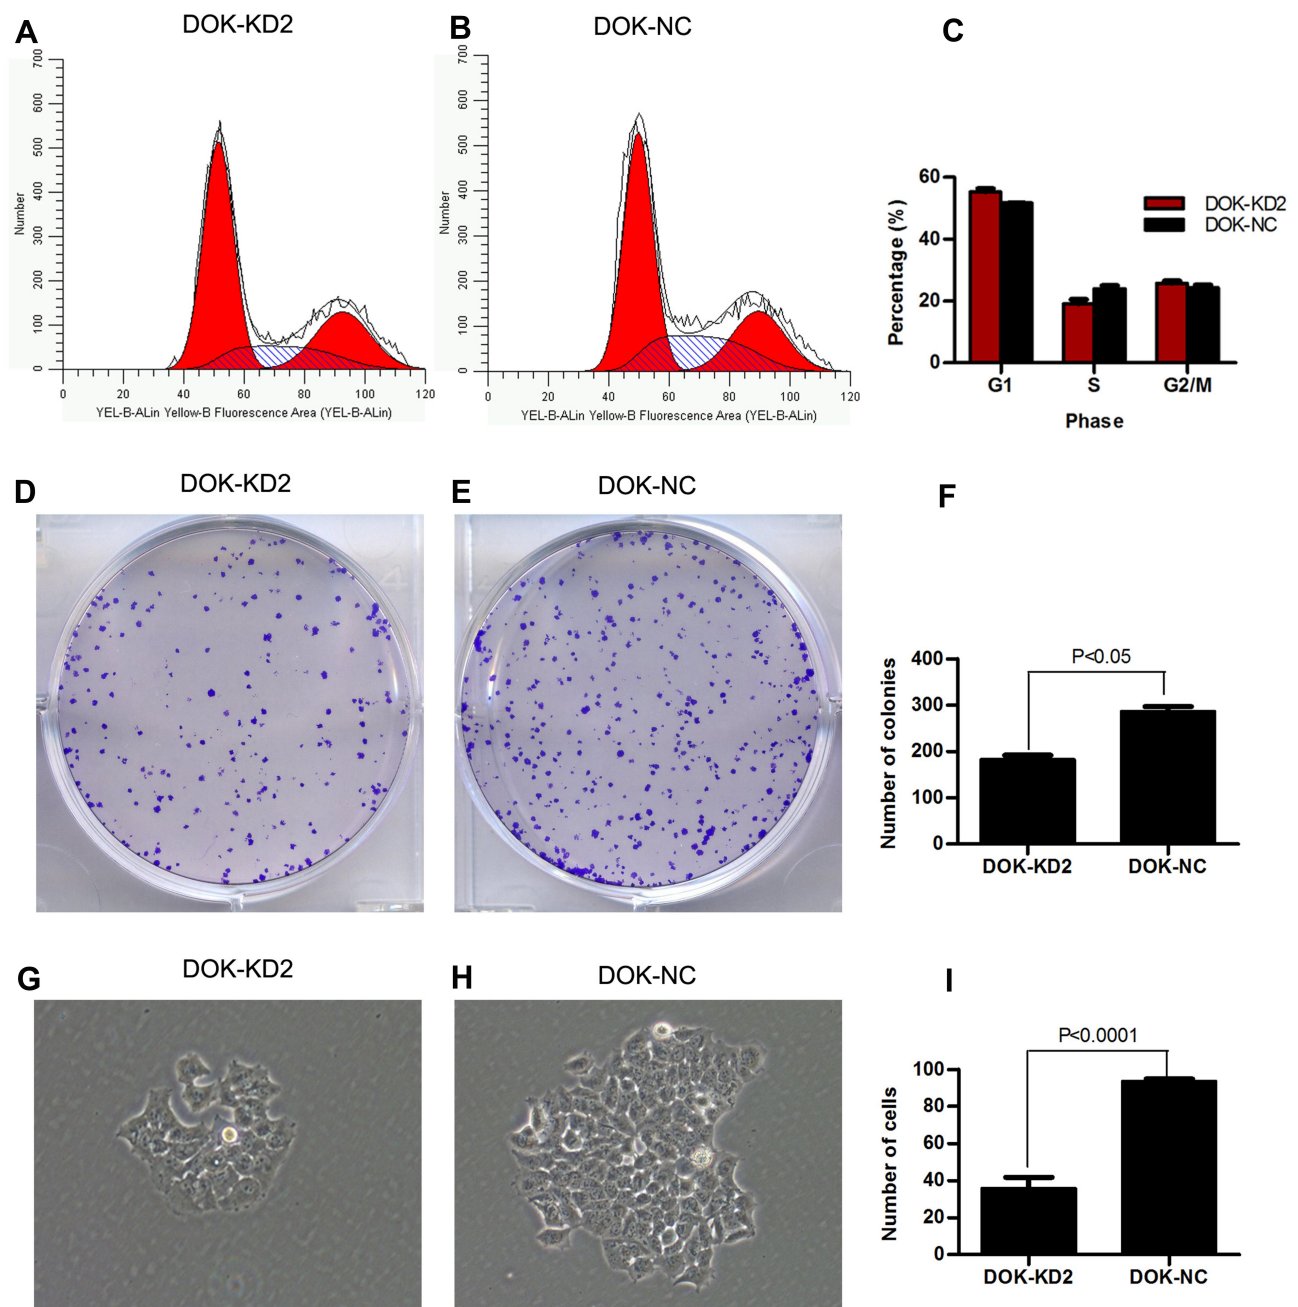 A
DOK-KD2
B
DOK-NC
C
700
600
500
400
300
200
100
0
Number
0 20 40 60 80 100 120
YEL-B-ALin Yellow-B Fluorescence Area (YEL-B-ALin)
700
600
500
400
300
200
100
0
Number
0 20 40 60 80 100 120
YEL-B-ALin Yellow-B Fluorescence Area (YEL-B-ALin)
60
40
20
0
Percentage (%)
DOK-KD2
DOK-NC
G1 S G2/M
Phase
D
DOK-KD2
E
DOK-NC
F
400
300
200
100
0
Number of colonies
P<0.05
DOK-KD2 DOK-NC
G
DOK-KD2
H
DOK-NC
I
100
80
60
40
20
0
Number of cells
P<0.0001
DOK-KD2 DOK-NC